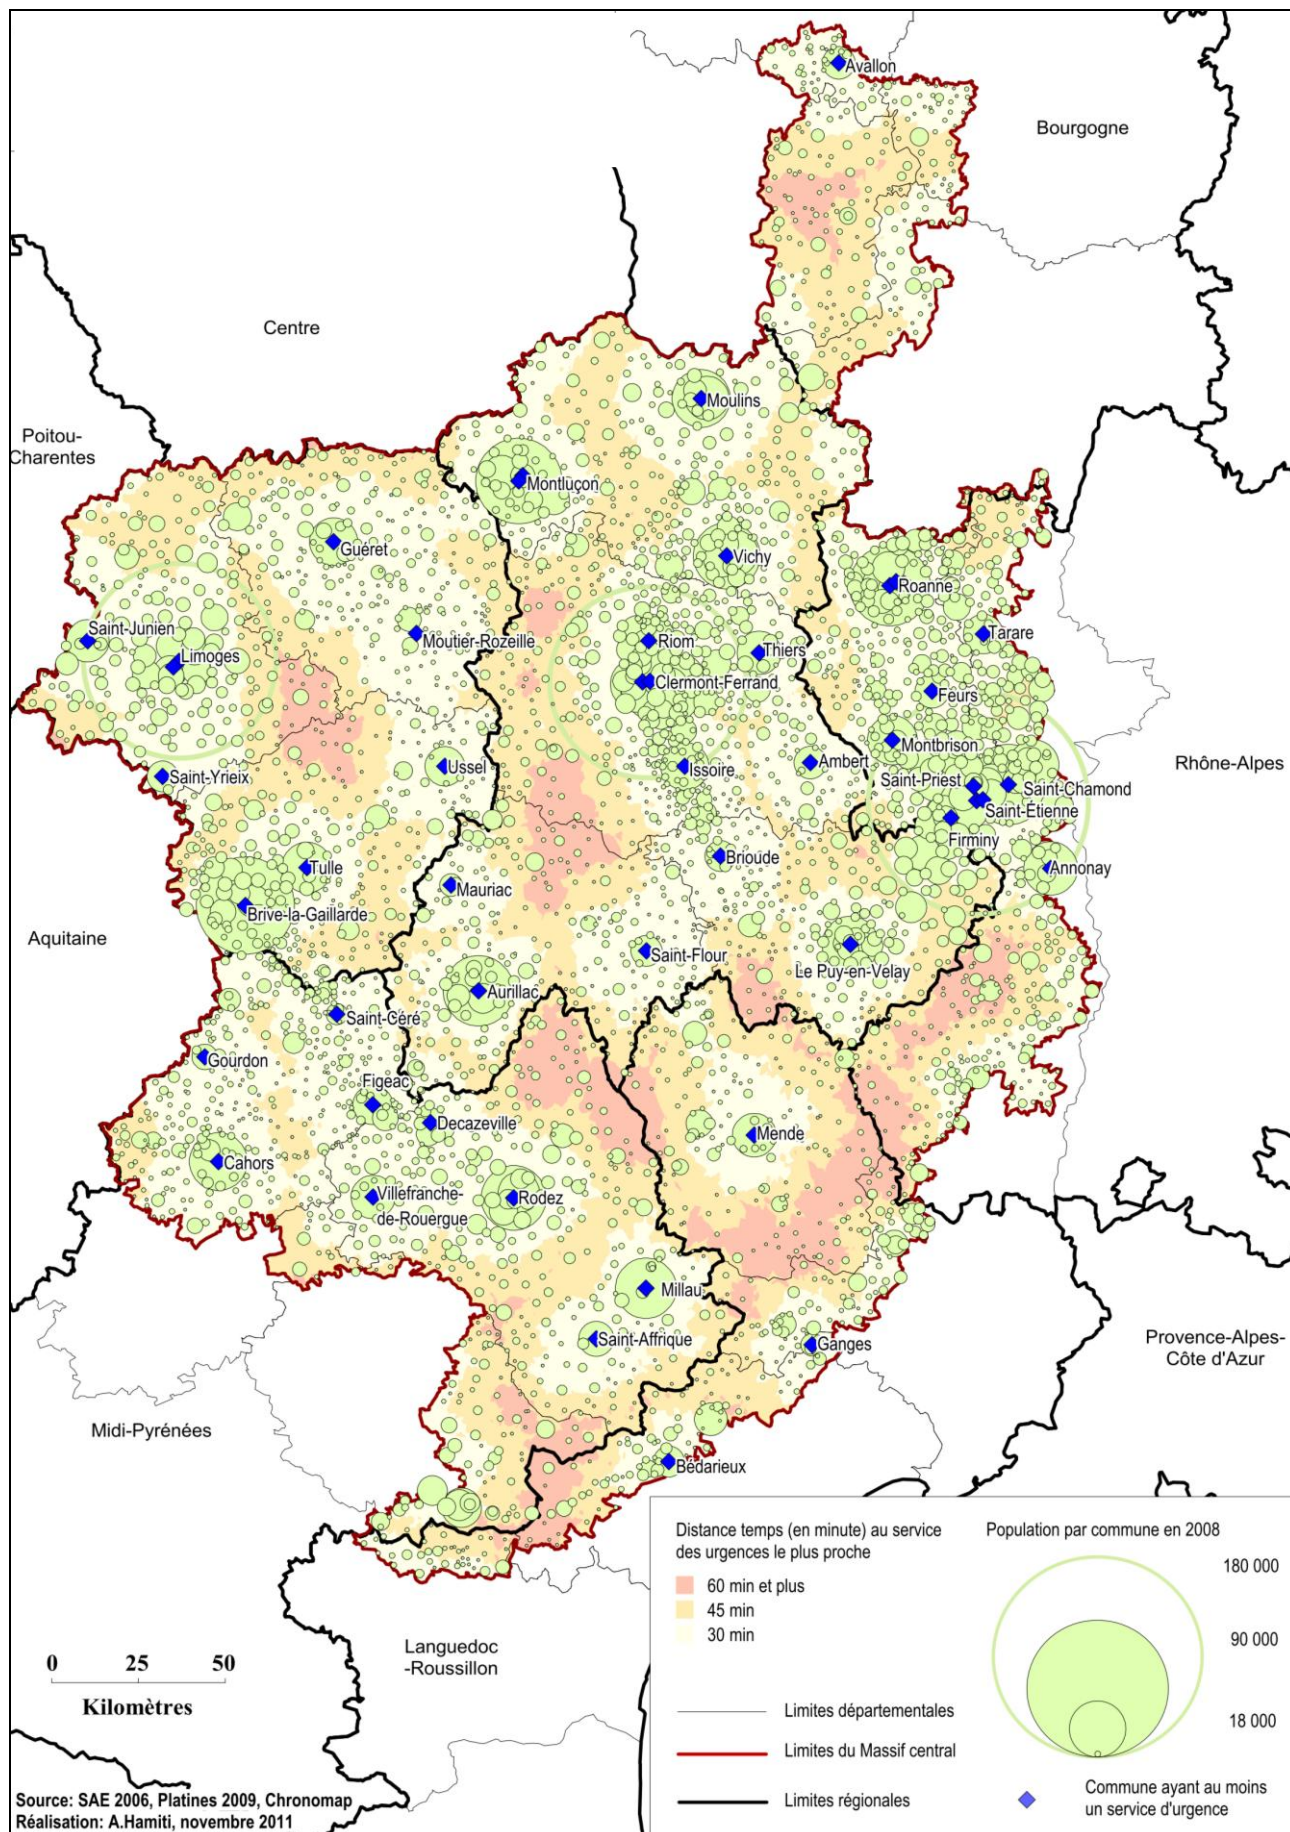 Avallon
Bourgogne
Centre
Moulins
Poitou-
Charentes
Montluçon
Guéret
Vichy
Roanne
Saint-Junien
Moutier-Rozeille
Riom
Thiers
Tarare
Limoges
Clermont-Ferrand
Feurs
Montbrison
Saint-Yrieix
Ussel
Issoire
Ambert
Rhône-Alpes
Saint-Priest
Saint-Chamond
Saint-Étienne
Firminy
Tulle
Brioude
Annonay
Mauriac
Brive-la-Gaillarde
Aquitaine
Saint-Flour
Le Puy-en-Velay
Aurillac
Saint-Céré
Gourdon
Figeac
Decazeville
Mende
Cahors
Villefranche-
de-Rouergue
Rodez
Millau
Saint-Affrique
Ganges
Provence-Alpes-
Côte d'Azur
Midi-Pyrénées
Bédarieux
Languedoc
-Roussillon
Distance temps (en minute) au service
des urgences le plus proche
60 min et plus
45 min
30 min
Population par commune en 2008
180 000
90 000
18 000
Limites départementales
Limites du Massif central
Limites régionales
Commune ayant au moins
un service d'urgence
0 25 50
Kilomètres
Source: SAE 2006, Platines 2009, Chronomap
Réalisation: A.Hamiti, novembre 2011